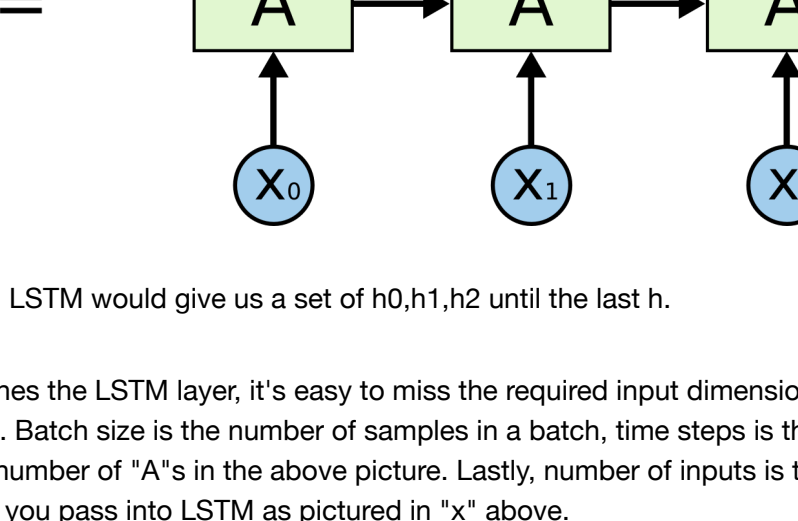 =
A A A
X0 X1 X
LSTM would give us a set of h0,h1,h2 until the last h.
the LSTM layer, it's easy to miss the required input
. Batch size is the number of samples in a batch, time steps is
number of "A"s in the above picture. Lastly, number of inputs is
you pass into LSTM as pictured in "x" above.